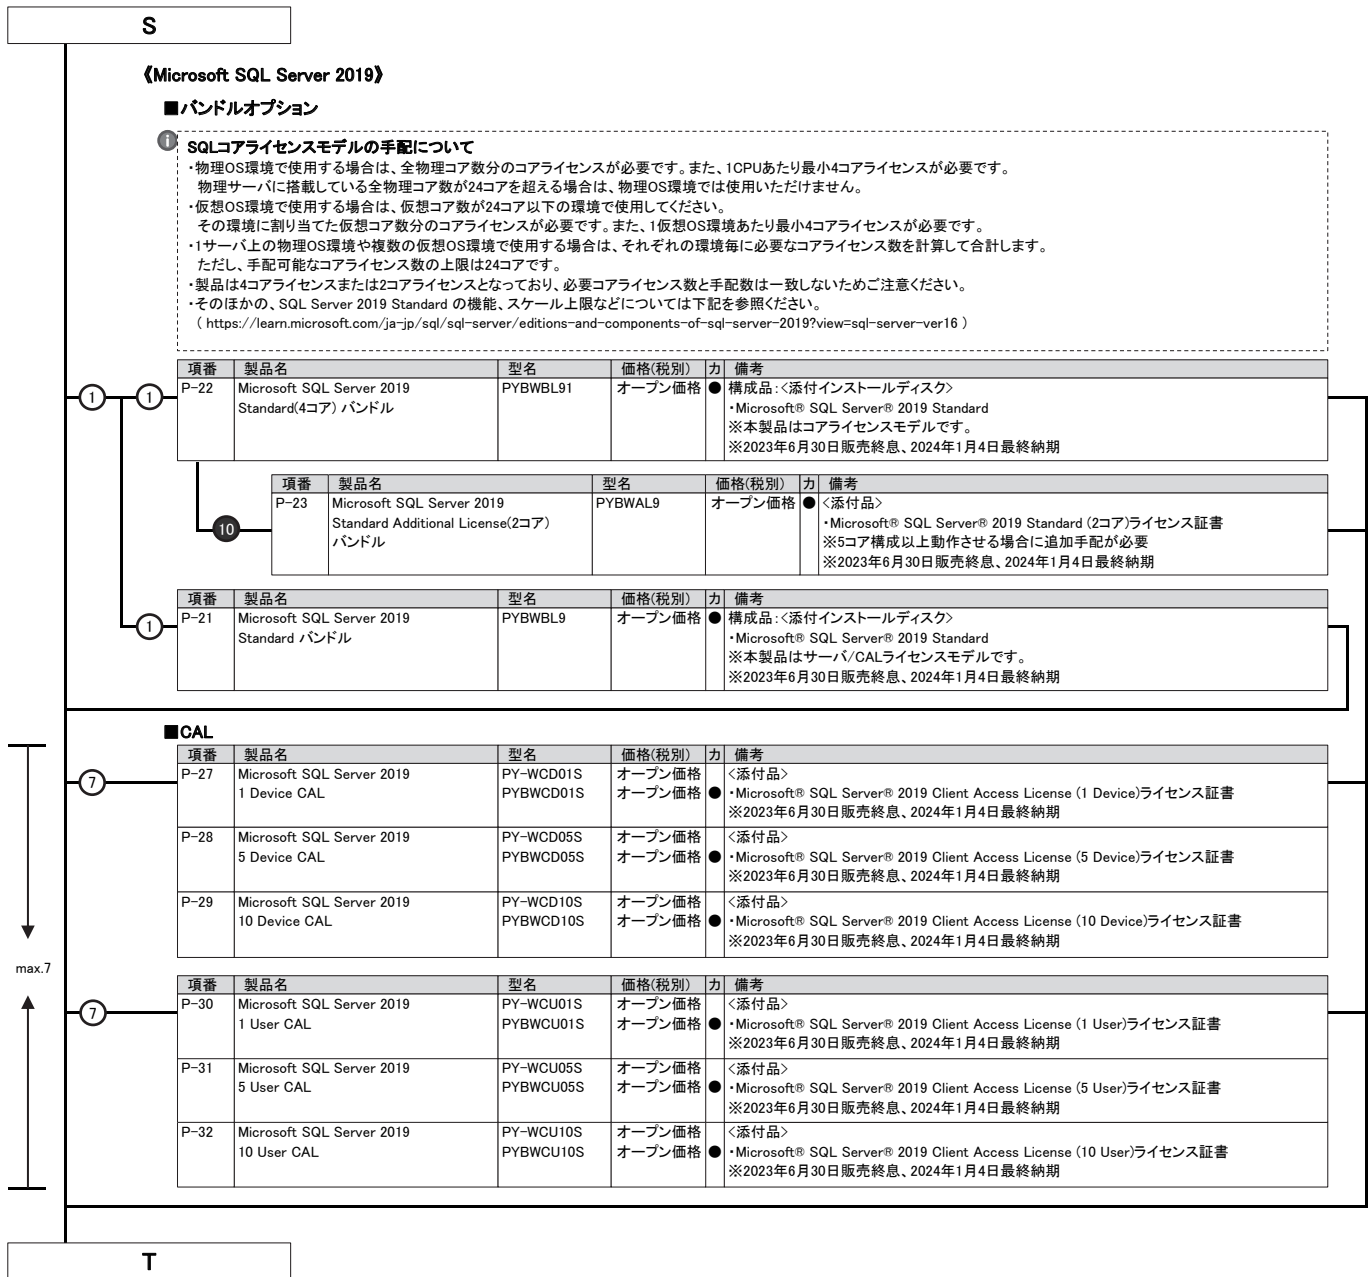 S
《Microsoft SQL Server 2019》
■バンドルオプション
i
SQLコアライセンスモデルの手配について
・物理OS環境で使用する場合は、全物理コア数分のコアライセンスが必要です。また、1CPUあたり最小4コアライセンスが必要です。
物理サーバに搭載している全物理コア数が24コアを超える場合は、物理OS環境では使用いただけません。
・仮想OS環境で使用する場合は、仮想コア数が24コア以下の環境で使用してください。
その環境に割り当てた仮想コア数分のコアライセンスが必要です。また、1仮想OS環境あたり最小4コアライセンスが必要です。
・1サーバ上の物理OS環境や複数の仮想OS環境で使用する場合は、それぞれの環境毎に必要なコアライセンス数を計算して合計します。
ただし、手配可能なコアライセンス数の上限は24コアです。
・製品は4コアライセンスまたは2コアライセンスとなっており、必要コアライセンス数と手配数は一致しないためご注意ください。
・そのほかの、SQL Server 2019 Standard の機能、スケール上限などについては下記を参照ください。
( https://learn.microsoft.com/ja-jp/sql/sql-server/editions-and-components-of-sql-server-2019?view=sql-server-ver16 )
項番 製品名 型名 価格(税別) カ 備考
1 1 P-22 Microsoft SQL Server 2019 PYBWBL91 オープン価格 ● 構成品:<添付インストールディスク>
Standard(4コア) バンドル ・Microsoft® SQL Server® 2019 Standard
※本製品はコアライセンスモデルです。
※2023年6月30日販売終息、2024年1月4日最終納期
項番 製品名 型名 価格(税別) カ 備考
P-23 Microsoft SQL Server 2019 PYBWAL9 オープン価格 ● <添付品>
10 Standard Additional License(2コア) ・Microsoft® SQL Server® 2019 Standard (2コア)ライセンス証書
バンドル ※5コア構成以上動作させる場合に追加手配が必要
※2023年6月30日販売終息、2024年1月4日最終納期
項番 製品名 型名 価格(税別) カ 備考
1 P-21 Microsoft SQL Server 2019 PYBWBL9 オープン価格 ● 構成品:<添付インストールディスク>
Standard バンドル ・Microsoft® SQL Server® 2019 Standard
※本製品はサーバ/CALライセンスモデルです。
※2023年6月30日販売終息、2024年1月4日最終納期
■CAL
項番 製品名 型名 価格(税別) カ 備考
7 P-27 Microsoft SQL Server 2019 PY-WCD01S オープン価格 <添付品>
1 Device CAL PYBWCD01S オープン価格 ● ・Microsoft® SQL Server® 2019 Client Access License (1 Device)ライセンス証書
※2023年6月30日販売終息、2024年1月4日最終納期
P-28 Microsoft SQL Server 2019 PY-WCD05S オープン価格 <添付品>
5 Device CAL PYBWCD05S オープン価格 ● ・Microsoft® SQL Server® 2019 Client Access License (5 Device)ライセンス証書
※2023年6月30日販売終息、2024年1月4日最終納期
P-29 Microsoft SQL Server 2019 PY-WCD10S オープン価格 <添付品>
10 Device CAL PYBWCD10S オープン価格 ● ・Microsoft® SQL Server® 2019 Client Access License (10 Device)ライセンス証書
※2023年6月30日販売終息、2024年1月4日最終納期
max.7
項番 製品名 型名 価格(税別) カ 備考
7 P-30 Microsoft SQL Server 2019 PY-WCU01S オープン価格 <添付品>
1 User CAL PYBWCU01S オープン価格 ● ・Microsoft® SQL Server® 2019 Client Access License (1 User)ライセンス証書
※2023年6月30日販売終息、2024年1月4日最終納期
P-31 Microsoft SQL Server 2019 PY-WCU05S オープン価格 <添付品>
5 User CAL PYBWCU05S オープン価格 ● ・Microsoft® SQL Server® 2019 Client Access License (5 User)ライセンス証書
※2023年6月30日販売終息、2024年1月4日最終納期
P-32 Microsoft SQL Server 2019 PY-WCU10S オープン価格 <添付品>
10 User CAL PYBWCU10S オープン価格 ● ・Microsoft® SQL Server® 2019 Client Access License (10 User)ライセンス証書
※2023年6月30日販売終息、2024年1月4日最終納期
T